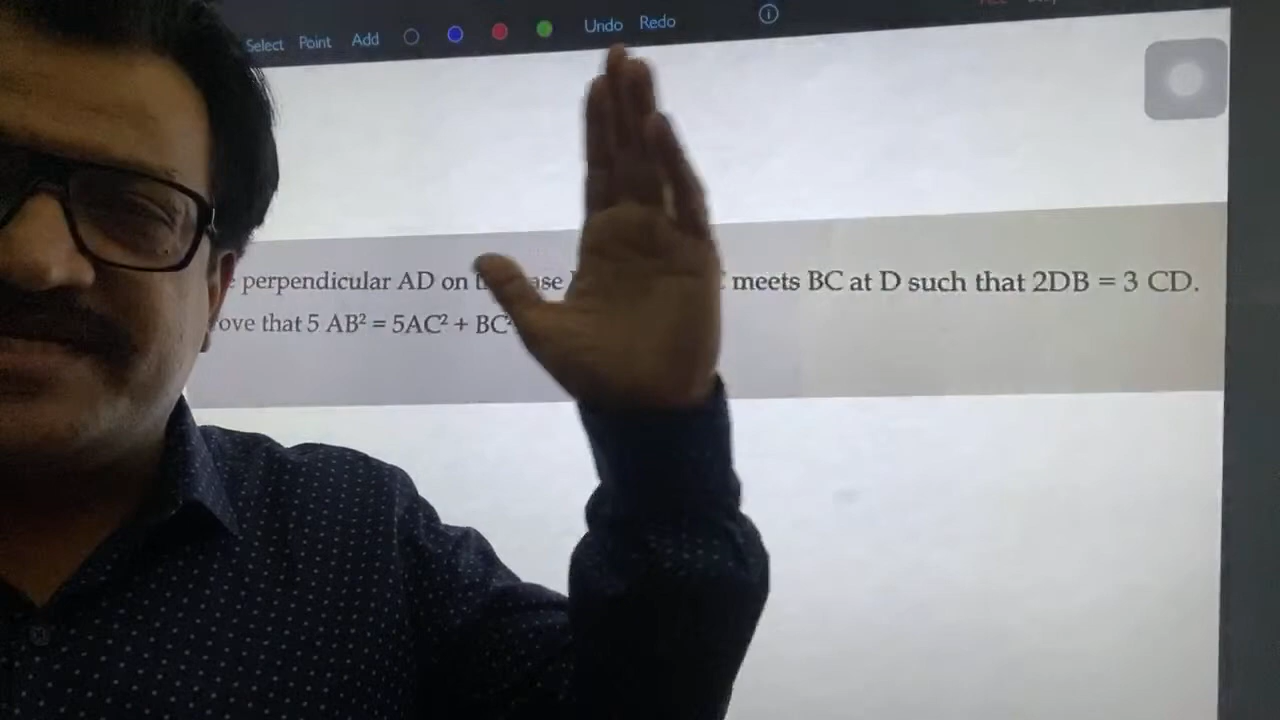 Select Point Add Undo Redo
perpendicular AD on meets BC at D such that 2DB = 3 CD.
that 5 AB² = 5AC² + BC²